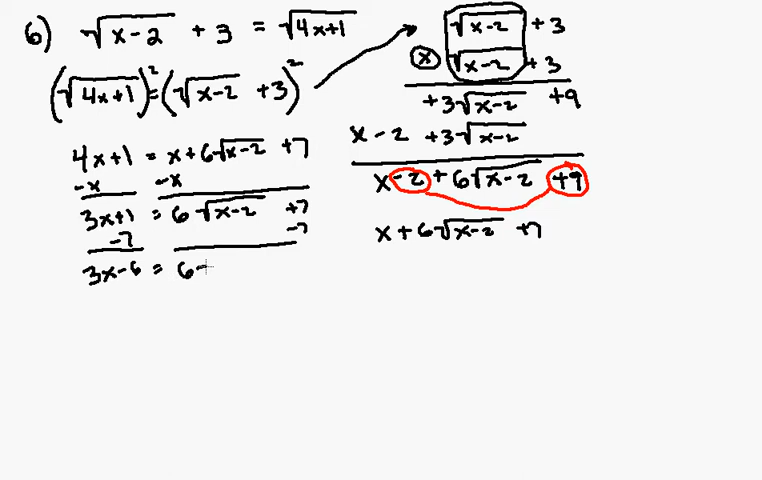 6) √(x-2) + 3 = √(4x+1)
(√(4x+1))² = (√(x-2) + 3)²
4x+1 = x+6√(x-2) +7
-x -x
3x+1 = 6√(x-2) +7
-7 -7
3x-6 = 6-
√(x-2) +3
x √(x-2) +3
+3√(x-2) +9
x-2 +3√(x-2)
x-2+6√(x-2) +9
x+6√(x-2) +7